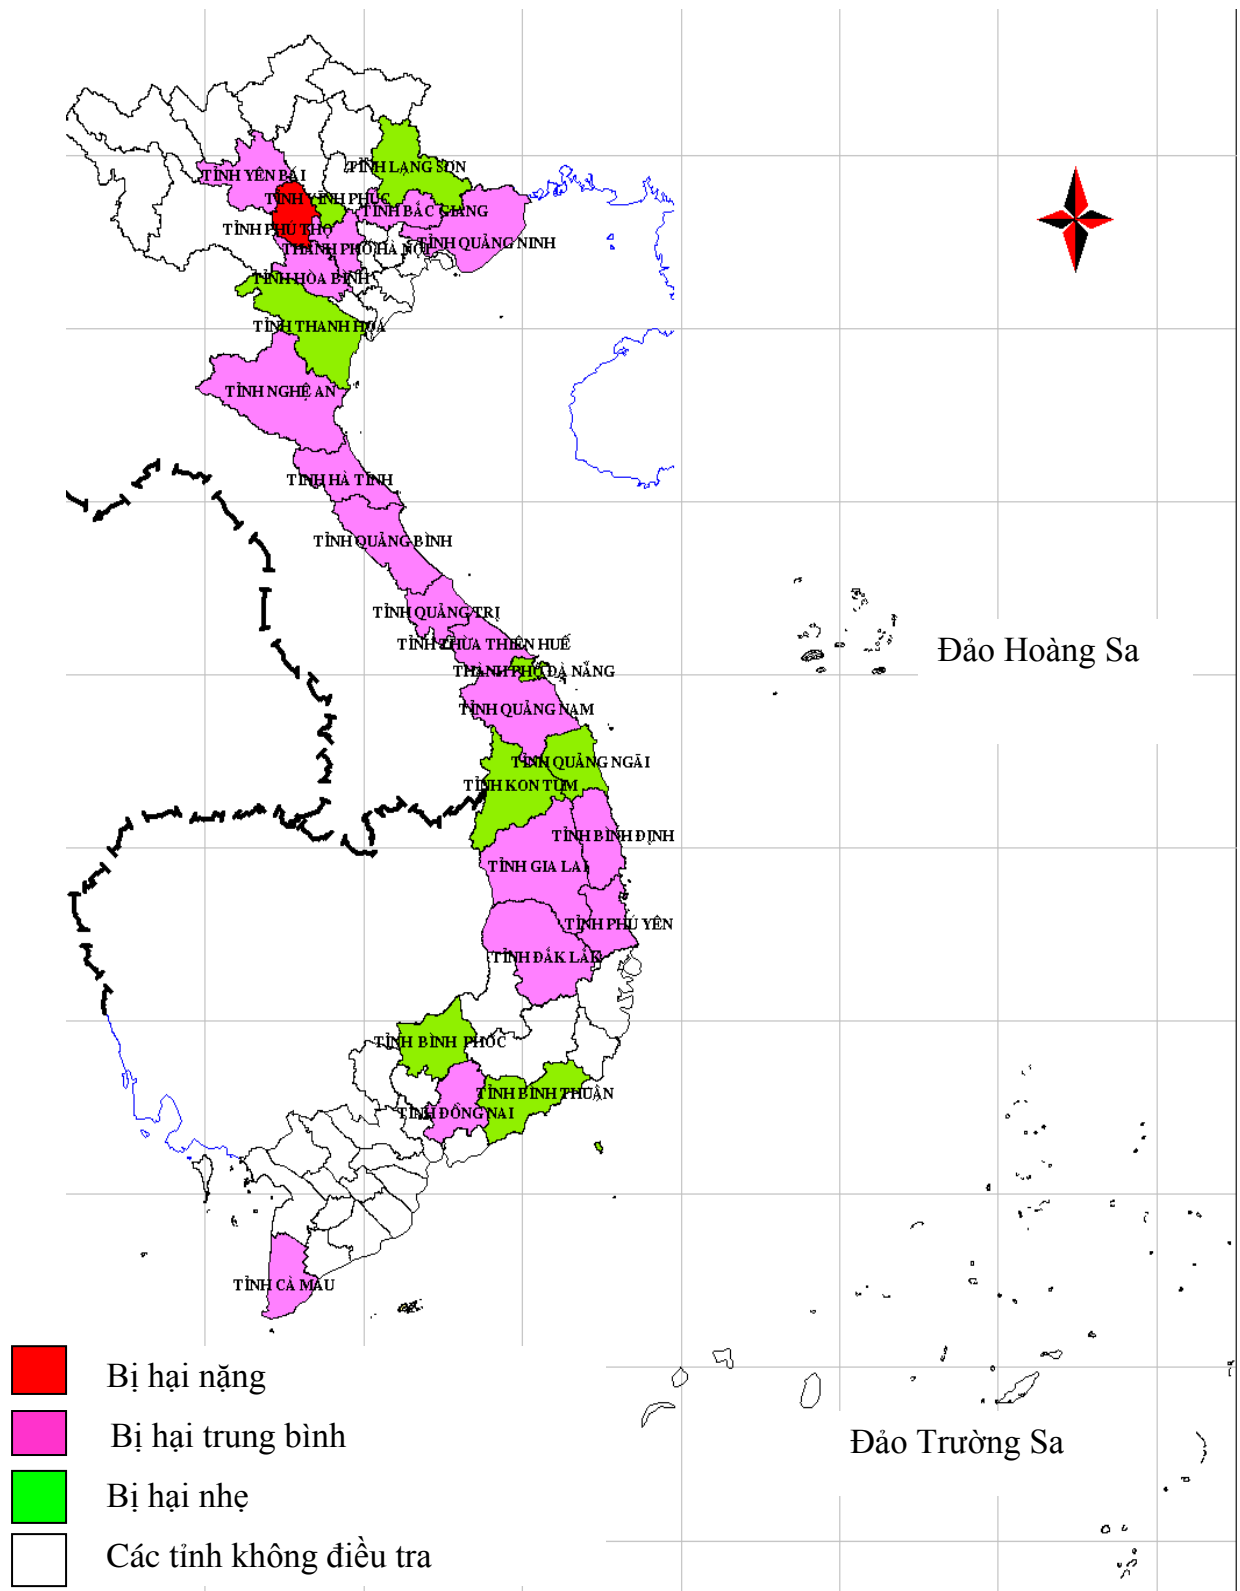 TỈNH LẠNG SƠN
TỈNH YÊN BÁI
TỈNH VĨNH PHÚC
TỈNH BẮC GIANG
TỈNH PHÚ THỌ
TỈNH QUẢNG NINH
THÀNH PHỐ HÀ NỘI
TỈNH HÒA BÌNH
TỈNH THANH HOÁ
TỈNH NGHỆ AN
TỈNH HÀ TĨNH
TỈNH QUẢNG BÌNH
TỈNH QUẢNG TRỊ
TỈNH THỪA THIÊN HUẾ
Đảo Hoàng Sa
THÀNH PHỐ ĐÀ NẴNG
TỈNH QUẢNG NAM
TỈNH QUẢNG NGÃI
TỈNH KON TUM
TỈNH BÌNH ĐỊNH
TỈNH GIA LAI
TỈNH PHÚ YÊN
TỈNH ĐẮK LẮK
TỈNH BÌNH PHỐC
TỈNH BÌNH THUẬN
TỈNH ĐỒNG NAI
TỈNH CÀ MAU
Bị hại nặng
Bị hại trung bình
Đảo Trường Sa
Bị hại nhẹ
Các tỉnh không điều tra